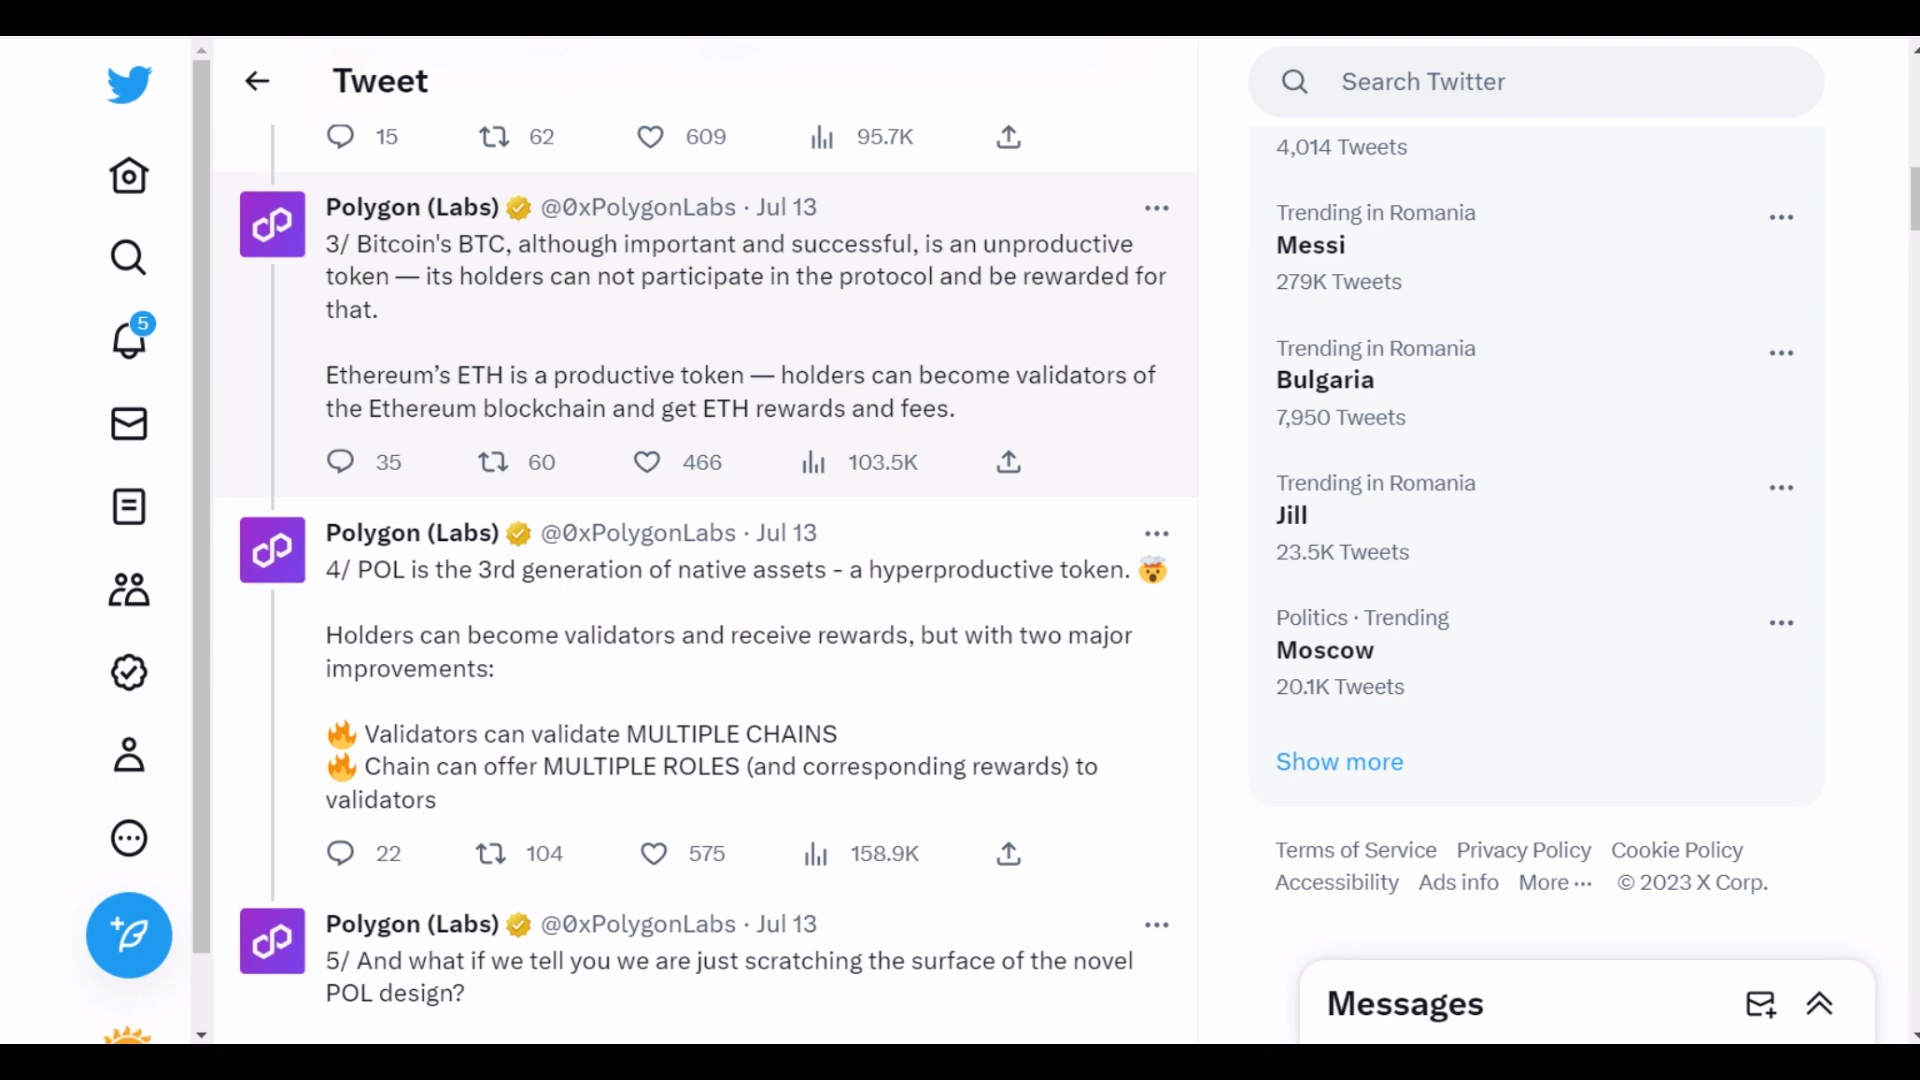 Tweet
15 62 609 95.7K
Polygon (Labs) @0xPolygonLabs · Jul 13
3/ Bitcoin's BTC, although important and successful, is an unproductive
token — its holders can not participate in the protocol and be rewarded for
that.
Ethereum’s ETH is a productive token — holders can become validators of
the Ethereum blockchain and get ETH rewards and fees.
35 60 466 103.5K
Polygon (Labs) @0xPolygonLabs · Jul 13
4/ POL is the 3rd generation of native assets - a hyperproductive token. 🤯
Holders can become validators and receive rewards, but with two major
improvements:
🔥 Validators can validate MULTIPLE CHAINS
🔥 Chain can offer MULTIPLE ROLES (and corresponding rewards) to
validators
22 104 575 158.9K
Polygon (Labs) @0xPolygonLabs · Jul 13
5/ And what if we tell you we are just scratching the surface of the novel
POL design?
5
Search Twitter
4,014 Tweets
Trending in Romania
Messi
279K Tweets
Trending in Romania
Bulgaria
7,950 Tweets
Trending in Romania
Jill
23.5K Tweets
Politics · Trending
Moscow
20.1K Tweets
Show more
Terms of Service Privacy Policy Cookie Policy
Accessibility Ads info More ··· © 2023 X Corp.
Messages